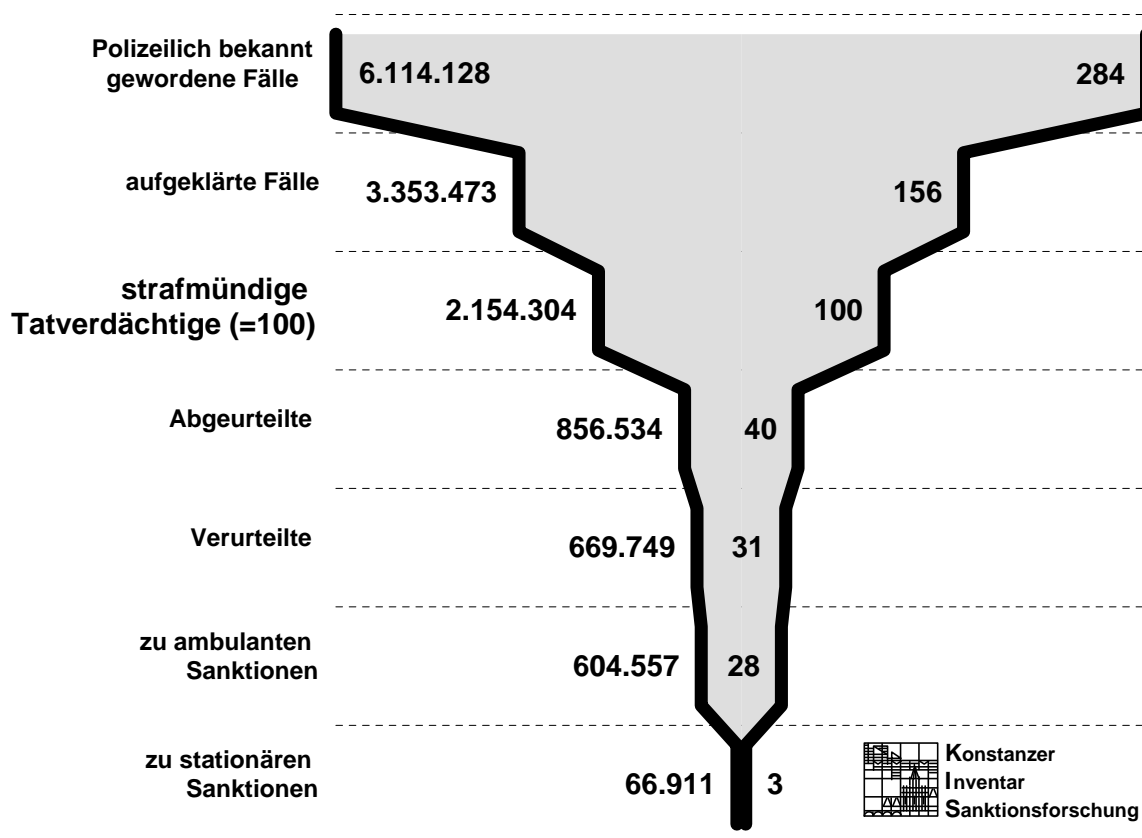 Polizeilich bekannt
gewordene Fälle
6.114.128
284
aufgeklärte Fälle
3.353.473
156
strafmündige
Tatverdächtige (=100)
2.154.304
100
Abgeurteilte
856.534
40
Verurteilte
669.749
31
zu ambulanten
Sanktionen
604.557
28
zu stationären
Sanktionen
66.911
3
Konstanzer
Inventar
Sanktionsforschung